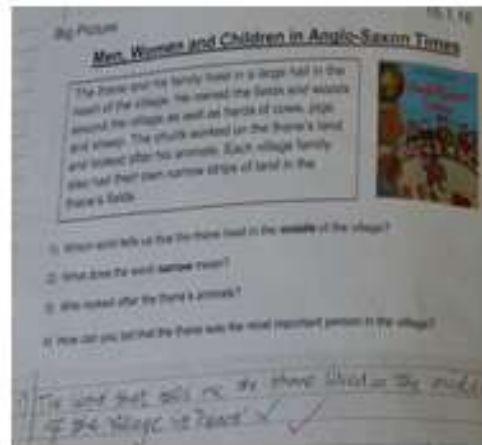 15.1.16
Big Picture
Men, Women and Children in Anglo-Saxon Times
The thane and his family lived in a large hall in the
heart of the village. He owned the fields and woods
around the village as well as herds of cows, pigs
and sheep. The churls worked on the thane's land
and looked after his animals. Each village family
also had their own narrow strips of land in the
thane's fields.
1) Which word tells us that the thane lived in the middle of the village?
2) What does the word narrow mean?
3) Who looked after the thane's animals?
4) How can you tell that the thane was the most important person in the village?
1) The word that tells me the thane lived in the middle
of the village is 'heart'